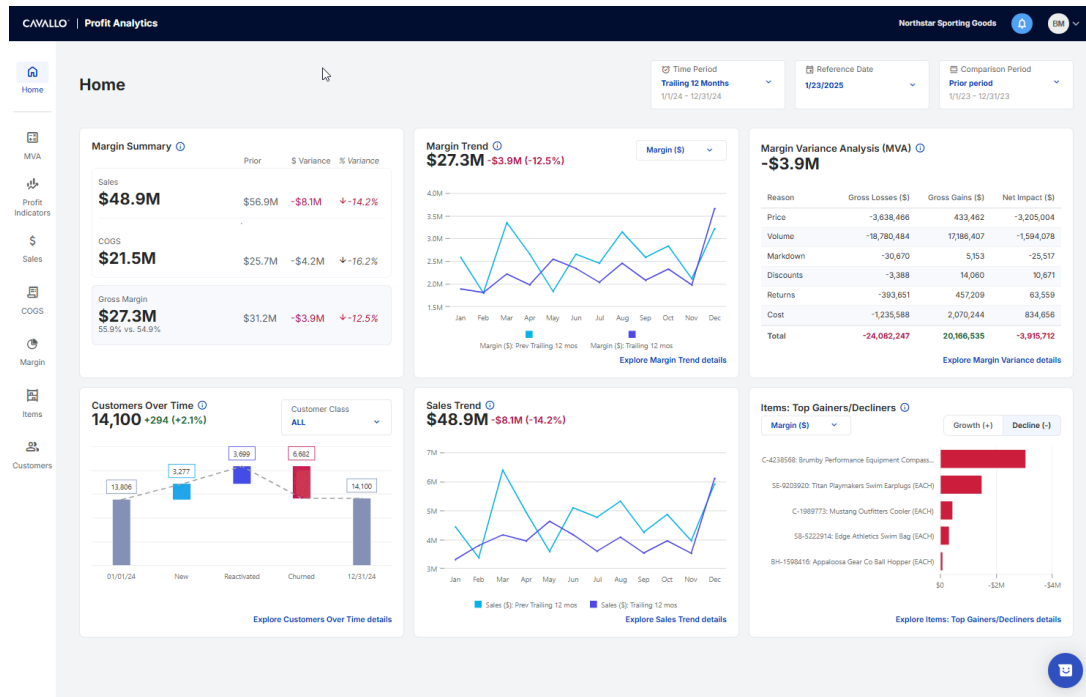 CAVALLO | Profit Analytics
Northstar Sporting Goods
BM
Home
MVA
Profit
Indicators
Sales
COGS
Margin
Items
Customers
Home
Time Period
Trailing 12 Months
1/1/24 - 12/31/24
Reference Date
1/23/2025
Comparison Period
Prior period
1/1/23 - 12/31/23
Margin Summary
Prior $ Variance % Variance
Sales
$48.9M $56.9M -$8.1M -14.2%
COGS
$21.5M $25.7M -$4.2M -16.2%
Gross Margin
$27.3M $31.2M -$3.9M -12.5%
55.9% vs. 54.9%
Margin Trend
$27.3M -$3.9M (-12.5%)
Margin ($)
4.0M
3.5M
3.0M
2.5M
2.0M
1.5M
Jan Feb Mar Apr May Jun Jul Aug Sep Oct Nov Dec
Margin ($): Prev Trailing 12 mos Margin ($): Trailing 12 mos
Explore Margin Trend details
Margin Variance Analysis (MVA)
-$3.9M
Reason Gross Losses ($) Gross Gains ($) Net Impact ($)
Price -3,638,466 433,462 -3,205,004
Volume -18,780,484 17,186,407 -1,594,078
Markdown -30,670 5,153 -25,517
Discounts -3,388 14,060 10,671
Returns -393,651 457,209 63,559
Cost -1,235,588 2,070,244 834,656
Total -24,082,247 20,166,535 -3,915,712
Explore Margin Variance details
Customers Over Time
14,100 +294 (+2.1%)
Customer Class
ALL
13,806
3,277
3,699
6,682
14,100
01/01/24 New Reactivated Churned 12/31/24
Explore Customers Over Time details
Sales Trend
$48.9M -$8.1M (-14.2%)
7M
6M
5M
4M
3M
Jan Feb Mar Apr May Jun Jul Aug Sep Oct Nov Dec
Sales ($): Prev Trailing 12 mos Sales ($): Trailing 12 mos
Explore Sales Trend details
Items: Top Gainers/Decliners
Margin ($)
Growth (+) Decline (-)
C-4238568: Brumby Performance Equipment Compass...
SE-9203920: Titan Playmakers Swim Earplugs (EACH)
C-1989773: Mustang Outfitters Cooler (EACH)
SB-5222914: Edge Athletics Swim Bag (EACH)
BH-1598416: Appaloosa Gear Co Ball Hopper (EACH)
$0 -$2M -$4M
Explore Items: Top Gainers/Decliners details